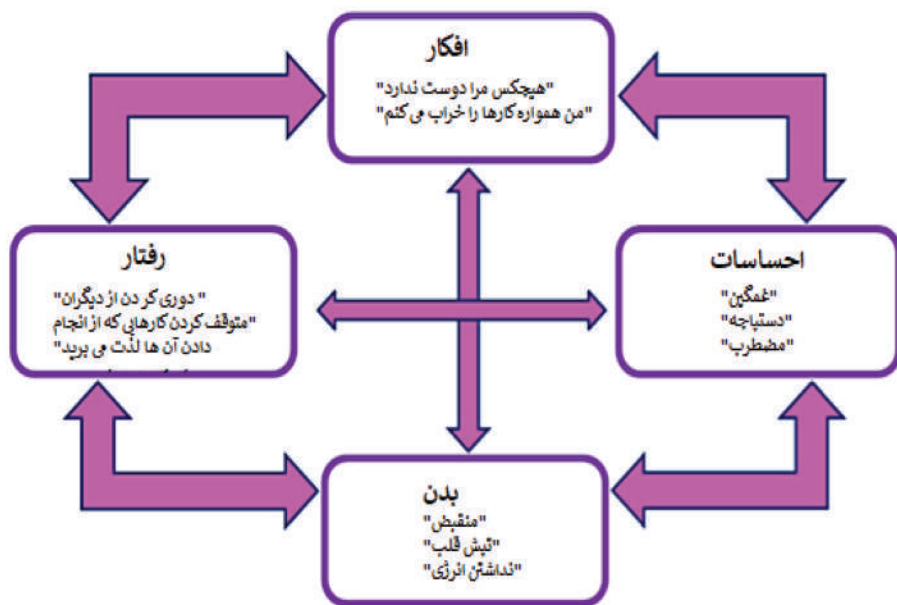 افکار
"هیچکس مرا دوست ندارد"
"من همواره کارها را خراب می کنم"
احساسات
"غمگین"
"دستپاچه"
"مضطرب"
رفتار
"دوری کر دن از دیگران"
"متوقف کردن کارهایی که از انجام
دادن آن ها لذت می برید"
بدن
"منقبض"
"تپش قلب"
"نداشتن انرژی"